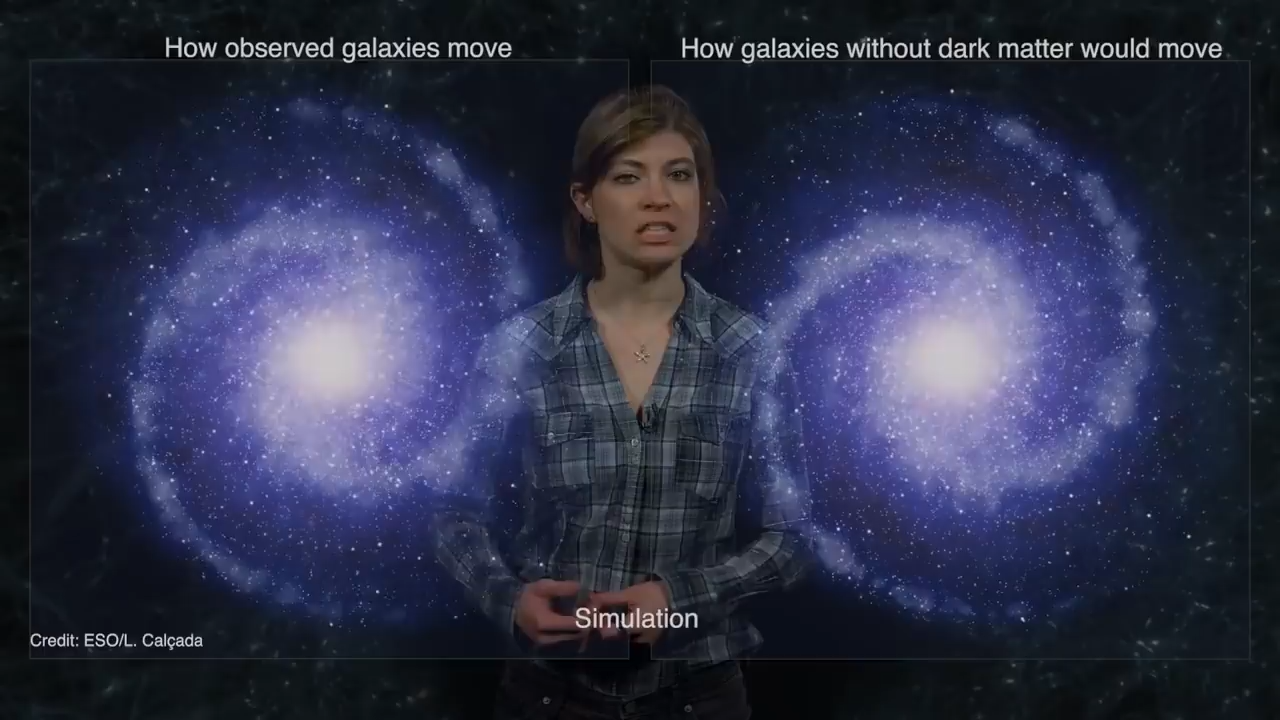 How observed galaxies move
How galaxies without dark matter would move
Simulation
Credit: ESO/L. Calçada